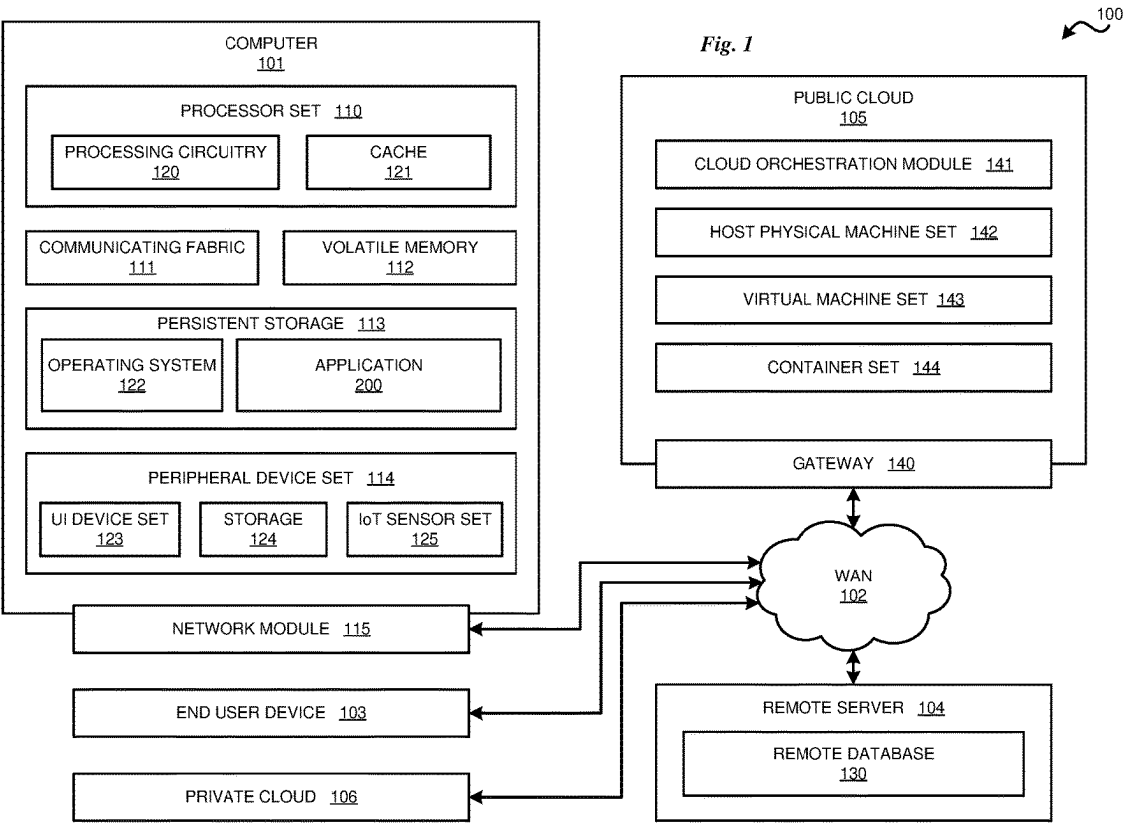 100
Fig. 1
COMPUTER
101
PROCESSOR SET 110
PROCESSING CIRCUITRY
120
CACHE
121
COMMUNICATING FABRIC
111
VOLATILE MEMORY
112
PERSISTENT STORAGE 113
OPERATING SYSTEM
122
APPLICATION
200
PERIPHERAL DEVICE SET 114
UI DEVICE SET
123
STORAGE
124
IoT SENSOR SET
125
NETWORK MODULE 115
END USER DEVICE 103
PRIVATE CLOUD 106
PUBLIC CLOUD
105
CLOUD ORCHESTRATION MODULE 141
HOST PHYSICAL MACHINE SET 142
VIRTUAL MACHINE SET 143
CONTAINER SET 144
GATEWAY 140
WAN
102
REMOTE SERVER 104
REMOTE DATABASE
130